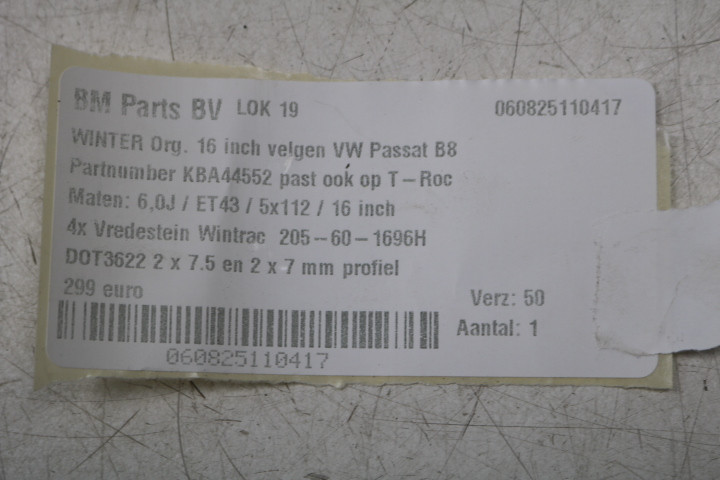 BM Parts BV LOK 19 060825110417
WINTER Org. 16 inch velgen VW Passat B8
Partnumber KBA44552 past ook op T-Roc
Maten: 6,0J / ET43 / 5x112 / 16 inch
4x Vredestein Wintrac 205-60-1696H
DOT3622 2 x 7.5 en 2 x 7 mm profiel
299 euro
Verz: 50
Aantal: 1
060825110417